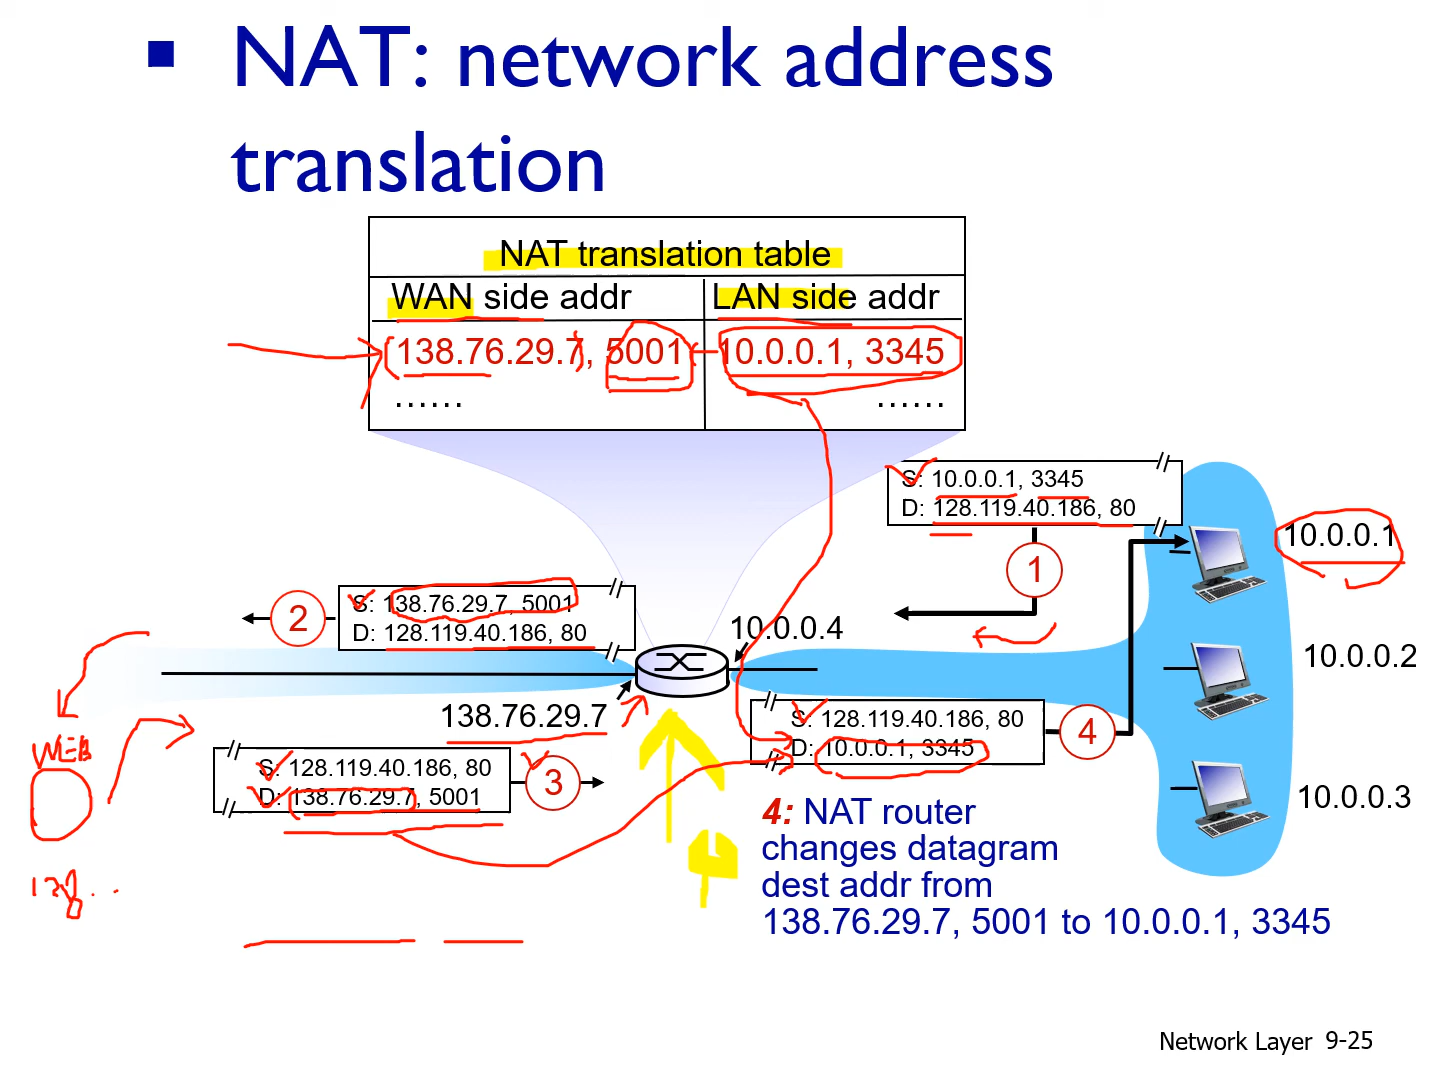 ▪ NAT: network address
translation
NAT translation table
WAN side addr LAN side addr
138.76.29.7, 5001 10.0.0.1, 3345
…… ……
S: 10.0.0.1, 3345
D: 128.119.40.186, 80
1
10.0.0.1
2
S: 138.76.29.7, 5001
D: 128.119.40.186, 80
10.0.0.4
10.0.0.2
138.76.29.7
S: 128.119.40.186, 80
D: 10.0.0.1, 3345
4
WEB
S: 128.119.40.186, 80
D: 138.76.29.7, 5001
3
10.0.0.3
4: NAT router
changes datagram
dest addr from
138.76.29.7, 5001 to 10.0.0.1, 3345
128...
Network Layer 9-25